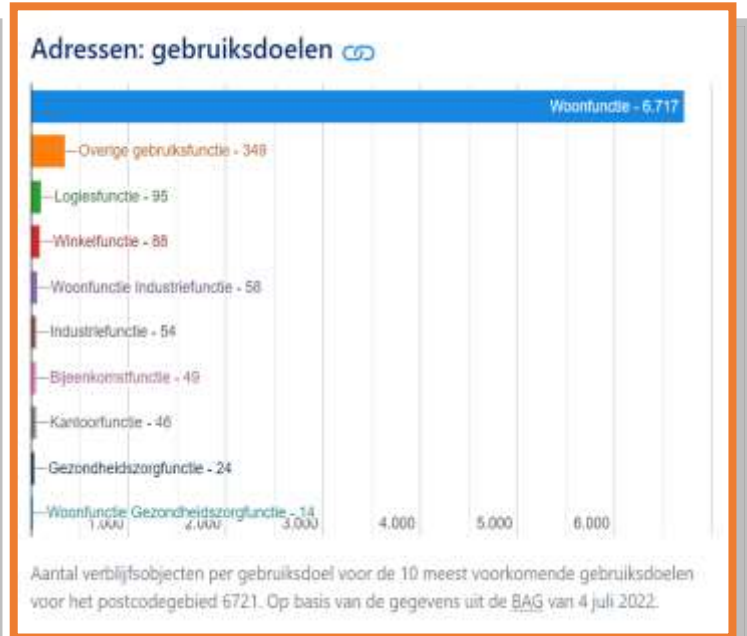 Adressen: gebruiksdoelen
Woonfunctie - 6.717
Overige gebruiksfunctie - 349
Logiesfunctie - 95
Winkelfunctie - 88
Woonfunctie Industriefunctie - 58
Industriefunctie - 54
Bijeenkomstfunctie - 49
Kantoorfunctie - 46
Gezondheidszorgfunctie - 24
Woonfunctie Gezondheidszorgfunctie - 14
1.000 2.000 3.000 4.000 5.000 6.000
Aantal verblijfsobjecten per gebruiksdoel voor de 10 meest voorkomende gebruiksdoelen
voor het postcodegebied 6721. Op basis van de gegevens uit de BAG van 4 juli 2022.